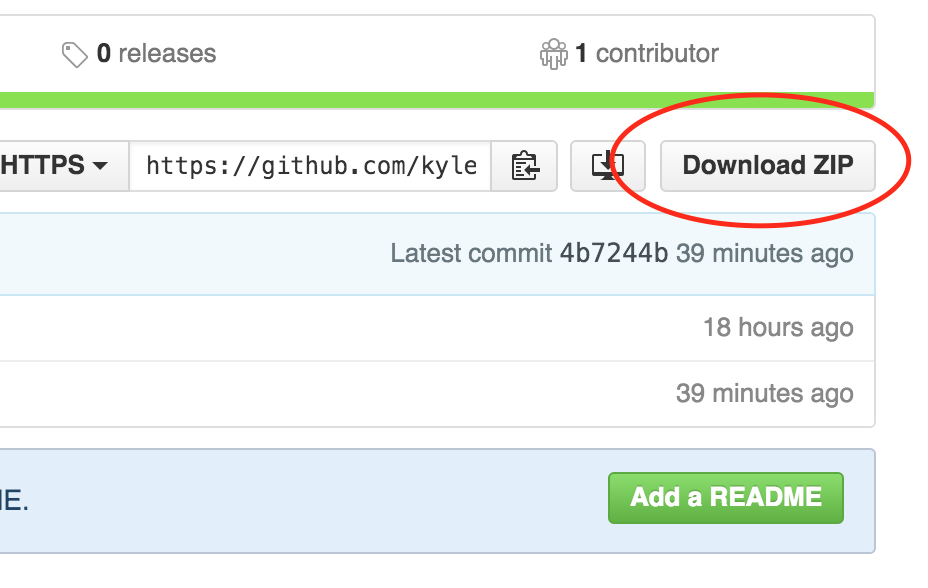 0 releases 1 contributor
HTTPS https://github.com/kyle Download ZIP
Latest commit 4b7244b 39 minutes ago
18 hours ago
39 minutes ago
E. Add a README